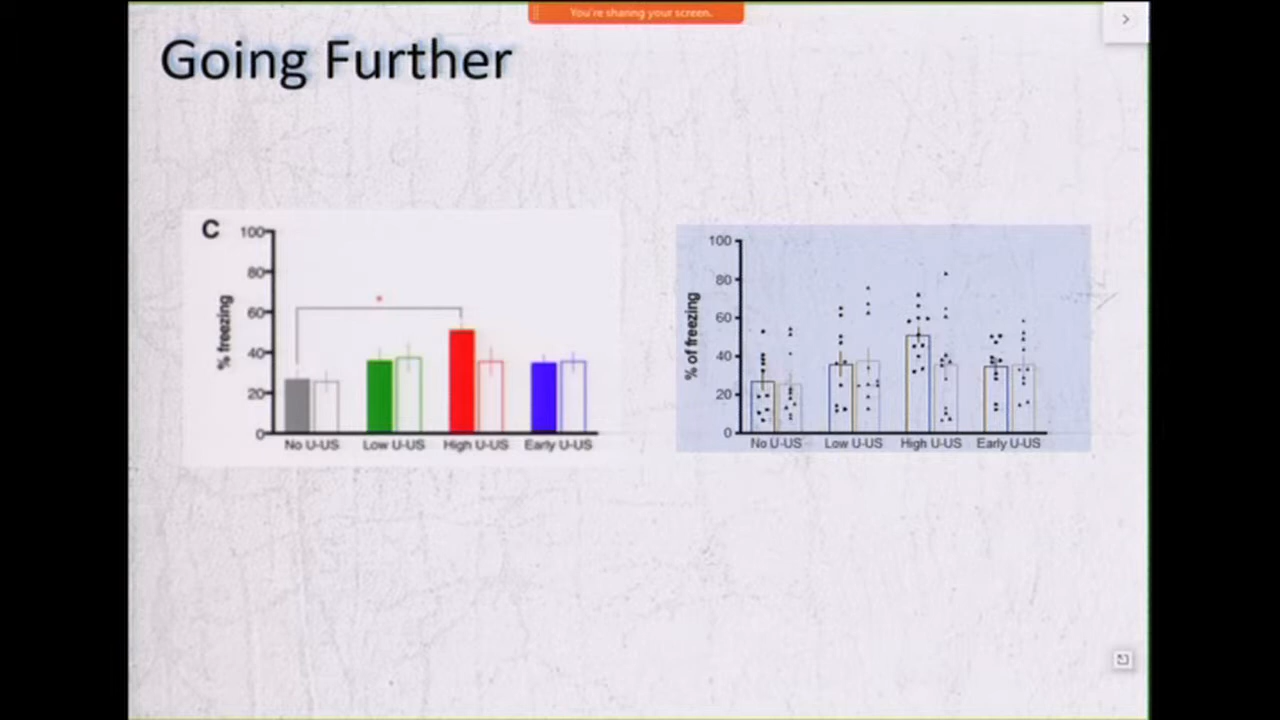 You're sharing your screen.
Going Further
C
% freezing
100
80
60
40
20
0
*
No U-US
Low U-US
High U-US
Early U-US
% of freezing
100
80
60
40
20
0
No U-US
Low U-US
High U-US
Early U-US